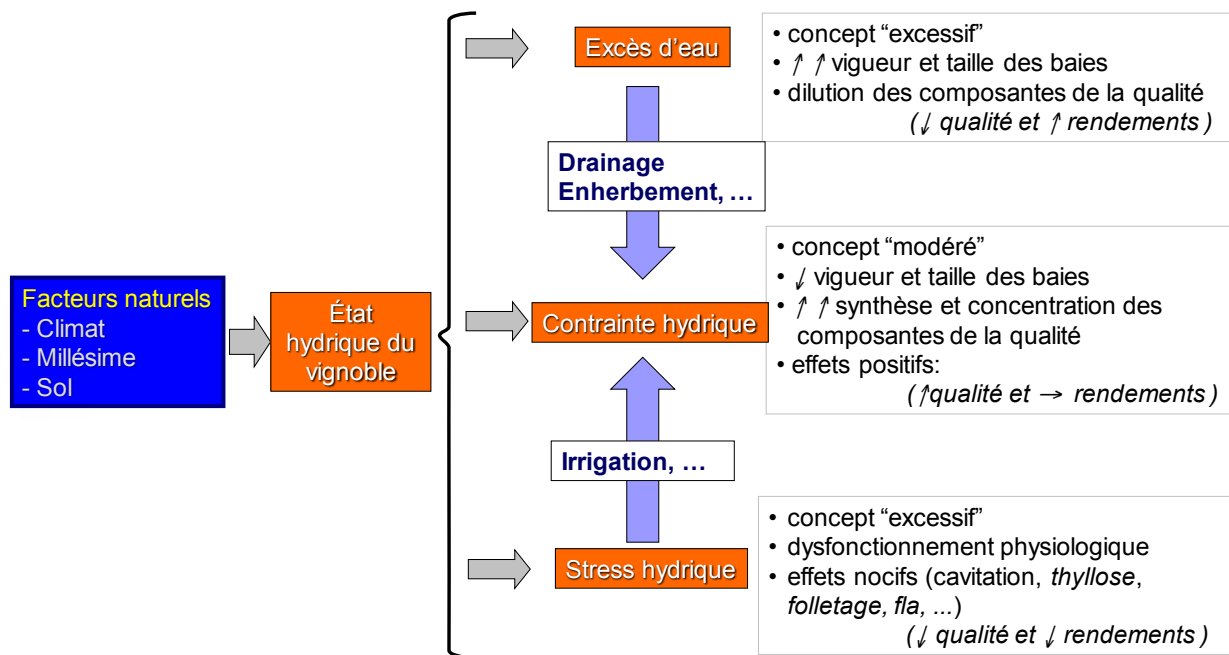 Facteurs naturels
- Climat
- Millésime
- Sol
État
hydrique du
vignoble
Excès d'eau
• concept “excessif”
• ↑ ↑ vigueur et taille des baies
• dilution des composantes de la qualité
(↓ qualité et ↑ rendements )
Drainage
Enherbement, …
Contrainte hydrique
• concept “modéré”
• ↓ vigueur et taille des baies
• ↑ ↑ synthèse et concentration des
composantes de la qualité
• effets positifs:
(↑qualité et → rendements )
Irrigation, …
Stress hydrique
• concept “excessif”
• dysfonctionnement physiologique
• effets nocifs (cavitation, thyllose,
folletage, fla, ...)
(↓ qualité et ↓ rendements )